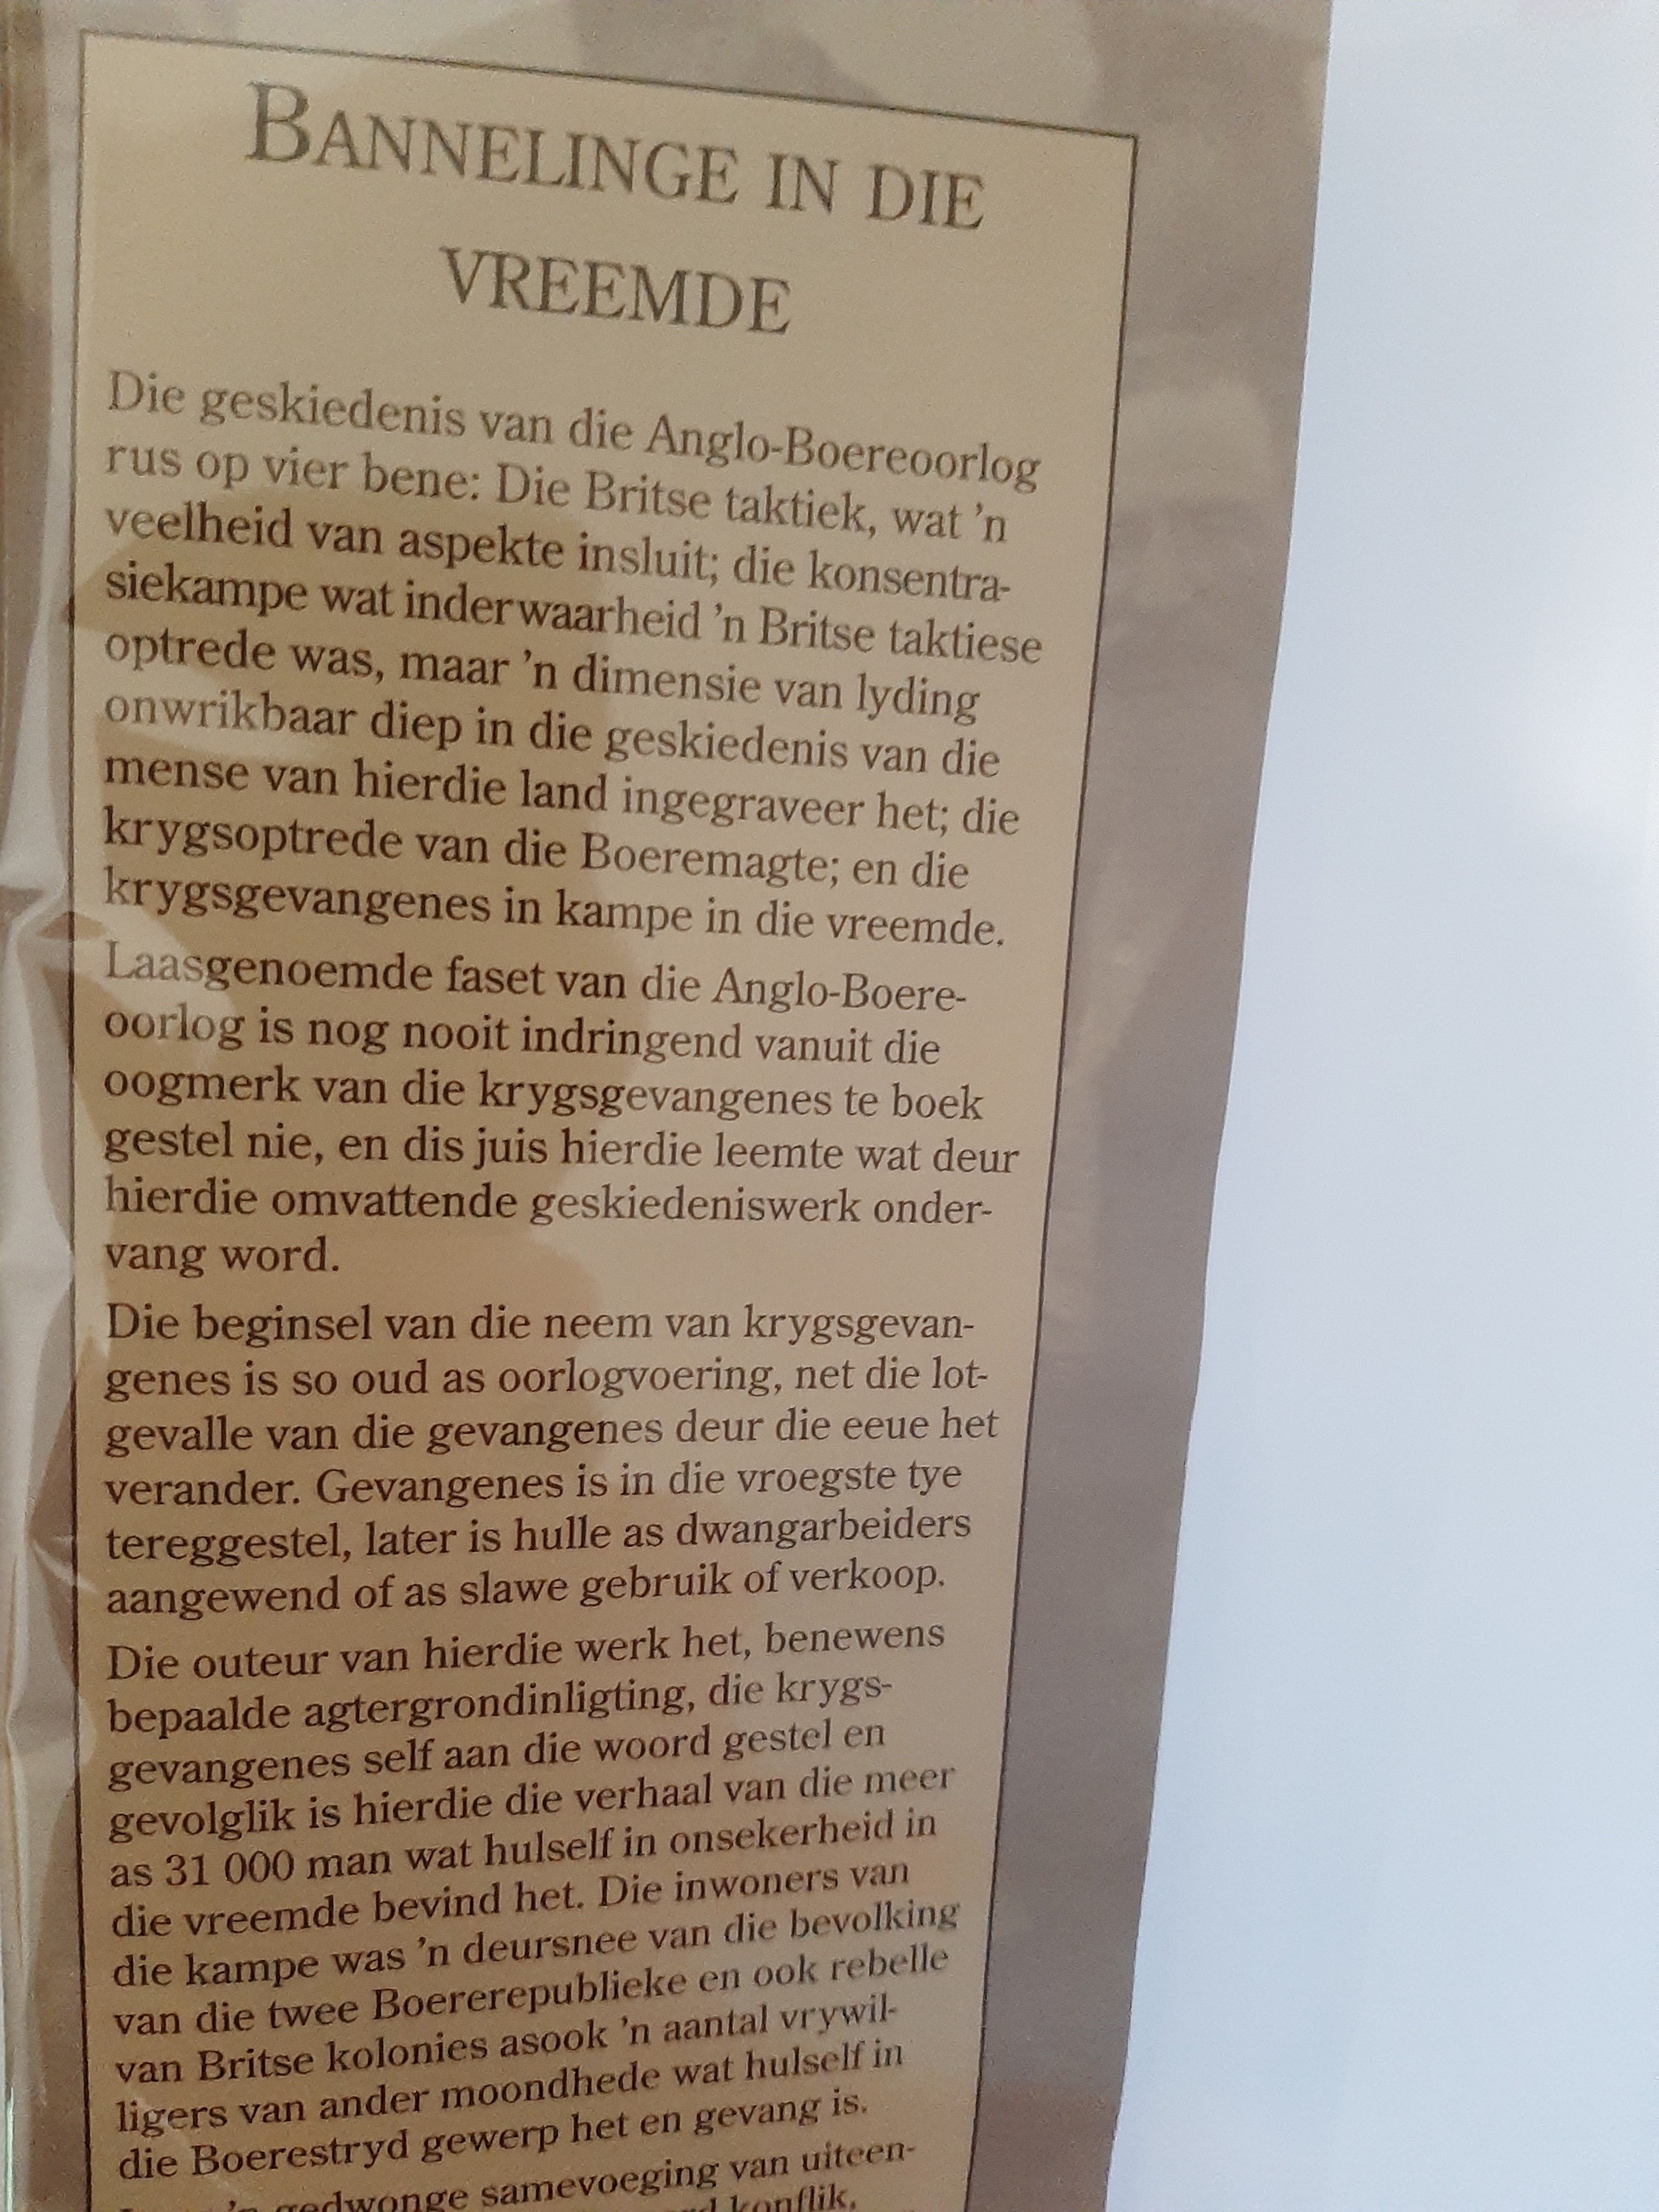 BANNELINGE IN DIE
VREEMDE
Die geskiedenis van die Anglo-Boereoorlog
rus op vier bene: Die Britse taktiek, wat 'n
veelheid van aspekte insluit; die konsentra-
siekampe wat inderwaarheid 'n Britse taktiese
optrede was, maar 'n dimensie van lyding
onwrikbaar diep in die geskiedenis van die
mense van hierdie land ingegraveer het; die
krygsoptrede van die Boeremagte; en die
krygsgevangenes in kampe in die vreemde.
Laasgenoemde faset van die Anglo-Boere-
oorlog is nog nooit indringend vanuit die
oogmerk van die krygsgevangenes te boek
gestel nie, en dis juis hierdie leemte wat deur
hierdie omvattende geskiedeniswerk onder-
vang word.
Die beginsel van die neem van krygsgevan-
genes is so oud as oorlogvoering, net die lot-
gevalle van die gevangenes deur die eeue het
verander. Gevangenes is in die vroegste tye
tereggestel, later is hulle as dwangarbeiders
aangewend of as slawe gebruik of verkoop.
Die outeur van hierdie werk het, benewens
bepaalde agtergrondinligting, die krygs-
gevangenes self aan die woord gestel en
gevolglik is hierdie die verhaal van die meer
as 31 000 man wat hulself in onsekerheid in
die vreemde bevind het. Die inwoners van
die kampe was 'n deursnee van die bevolking
van die twee Boererepublieke en ook rebelle
van Britse kolonies asook 'n aantal vrywil-
ligers van ander moondhede wat hulself in
die Boerestryd gewerp het en gevang is.
'n gedwonge samevoeging van uiteen-
konflik,